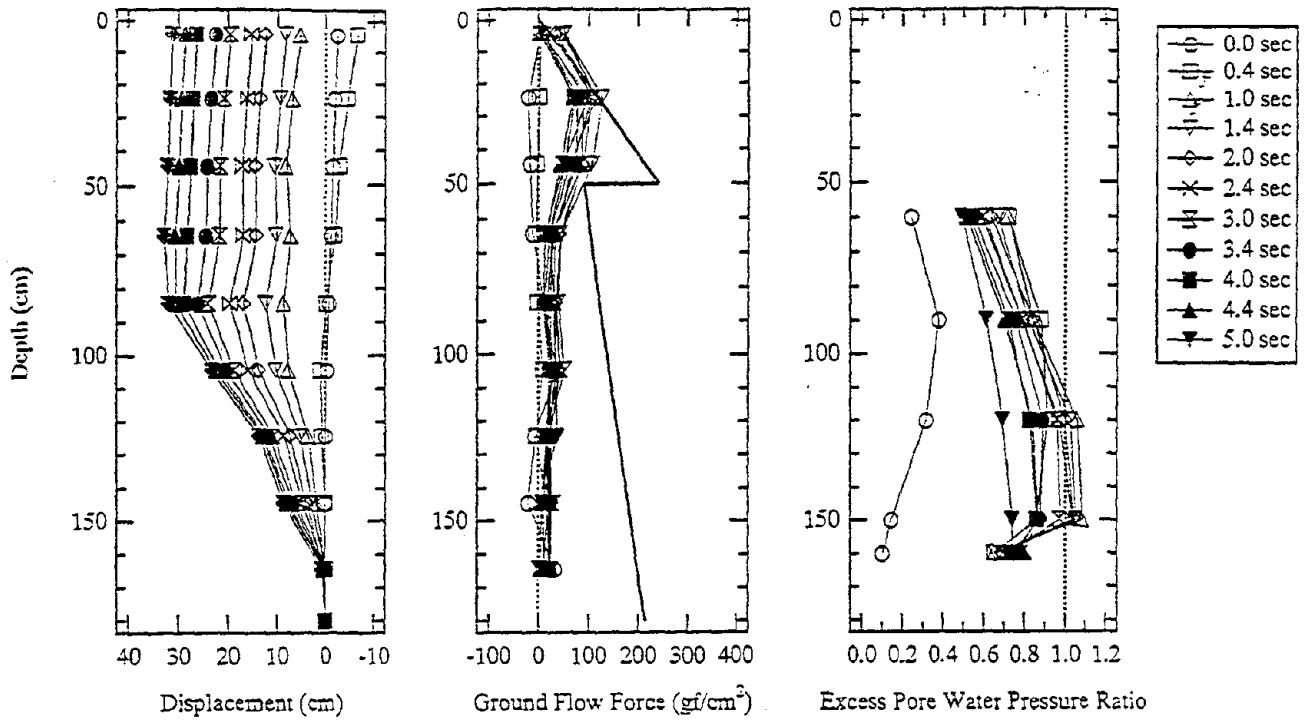 0
50
100
150
Depth (cm)
40 30 20 10 0 -10
Displacement (cm)
0
50
100
150
-100 0 100 200 300 400
Ground Flow Force (gf/cm²)
0
50
100
150
0.0 0.2 0.4 0.6 0.8 1.0 1.2
Excess Pore Water Pressure Ratio
0.0 sec
0.4 sec
1.0 sec
1.4 sec
2.0 sec
2.4 sec
3.0 sec
3.4 sec
4.0 sec
4.4 sec
5.0 sec